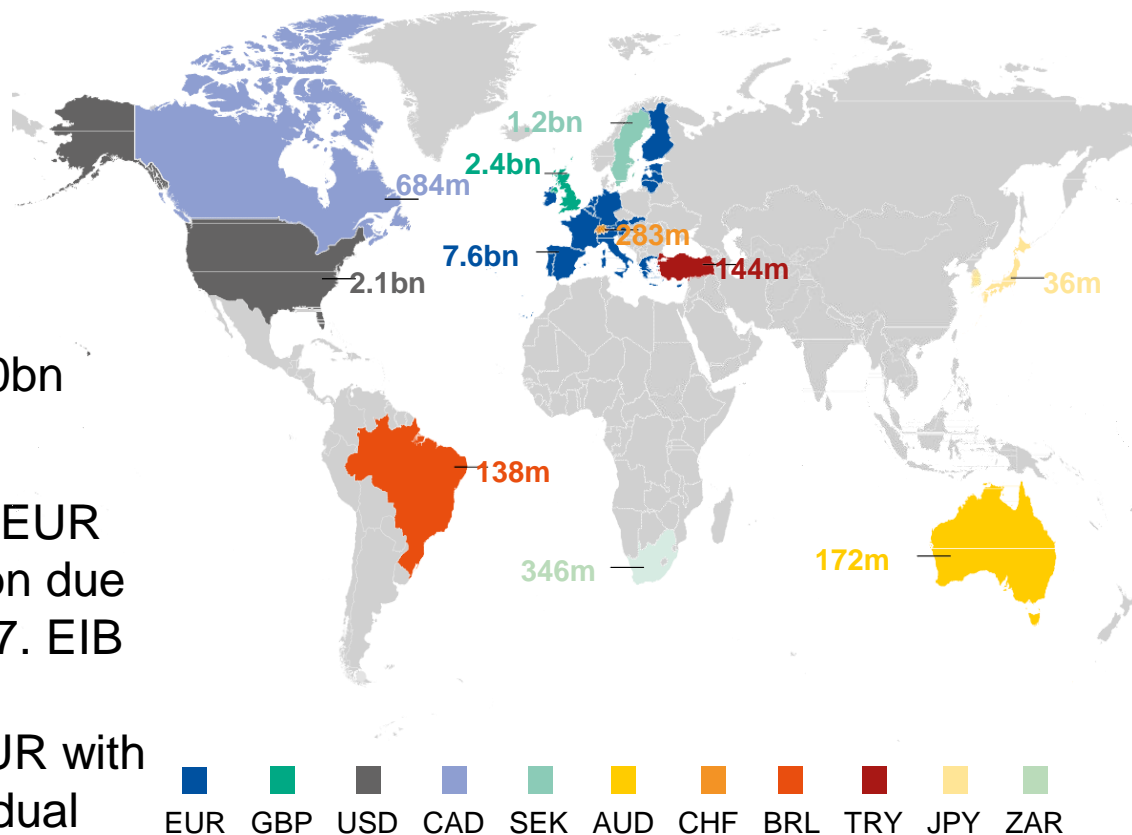 1.2bn
2.4bn
684m
283m
7.6bn
144m
2.1bn
36m
0bn
138m
EUR
on due
346m
172m
7. EIB
UR with
dual
EUR GBP USD CAD SEK AUD CHF BRL TRY JPY ZAR